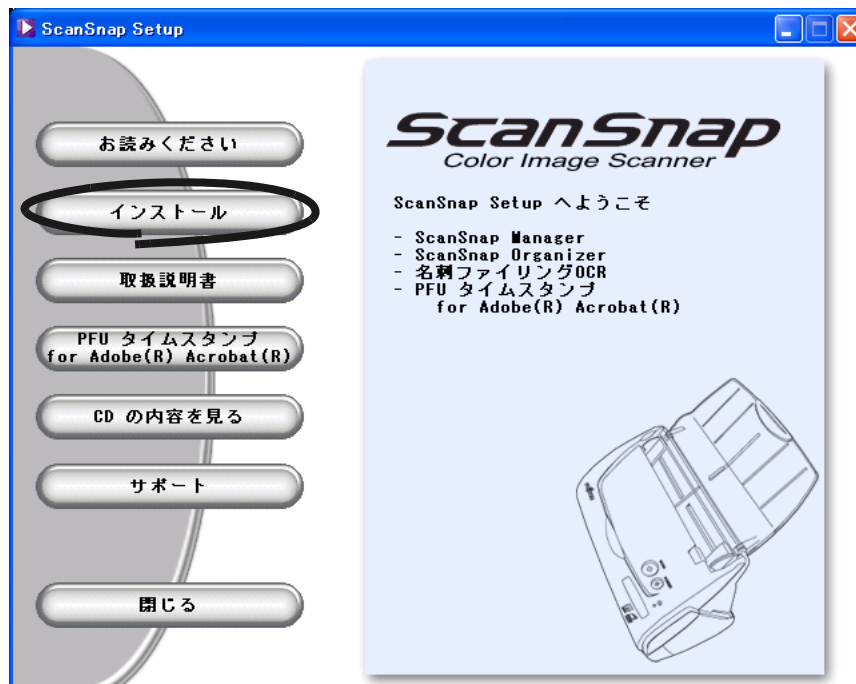 ScanSnap Setup
お読みください
インストール
取扱説明書
PFU タイムスタンプ
for Adobe(R) Acrobat(R)
CD の内容を見る
サポート
閉じる
ScanSnap
Color Image Scanner
ScanSnap Setup へようこそ
- ScanSnap Manager
- ScanSnap Organizer
- 名刺ファイリングOCR
- PFU タイムスタンプ
for Adobe(R) Acrobat(R)